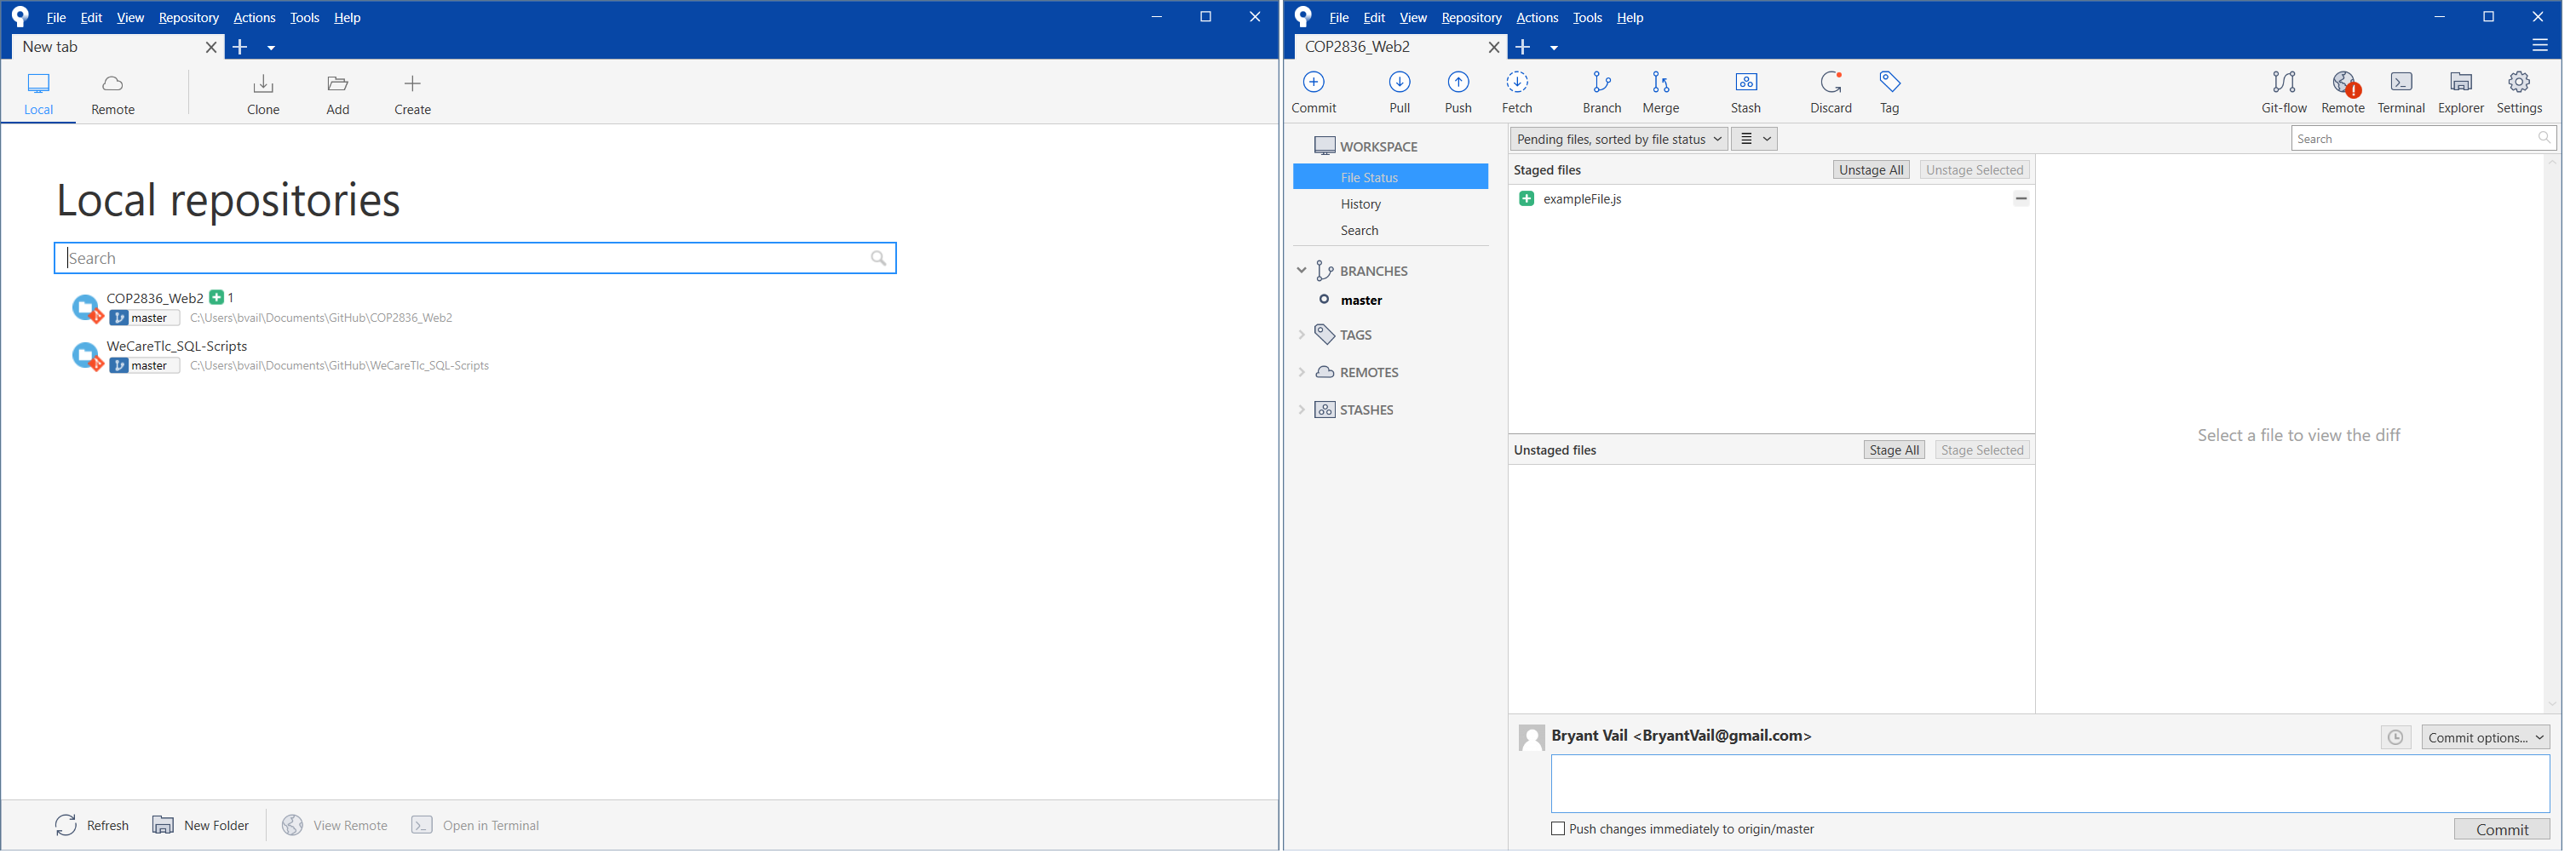 File Edit View Repository Actions Tools Help
New tab
Local Remote Clone Add Create
Local repositories
Search
COP2836_Web2 1
master C:\Users\bvail\Documents\GitHub\COP2836_Web2
WeCareTlc_SQL-Scripts
master C:\Users\bvail\Documents\GitHub\WeCareTlc_SQL-Scripts
Refresh New Folder View Remote Open in Terminal
File Edit View Repository Actions Tools Help
COP2836_Web2
Commit Pull Push Fetch Branch Merge Stash Discard Tag Git-flow Remote Terminal Explorer Settings
WORKSPACE
File Status
History
Search
BRANCHES
master
TAGS
REMOTES
STASHES
Pending files, sorted by file status
Search
Staged files Unstage All Unstage Selected
exampleFile.js
Unstaged files Stage All Stage Selected
Select a file to view the diff
Bryant Vail <BryantVail@gmail.com> Commit options...
Push changes immediately to origin/master
Commit